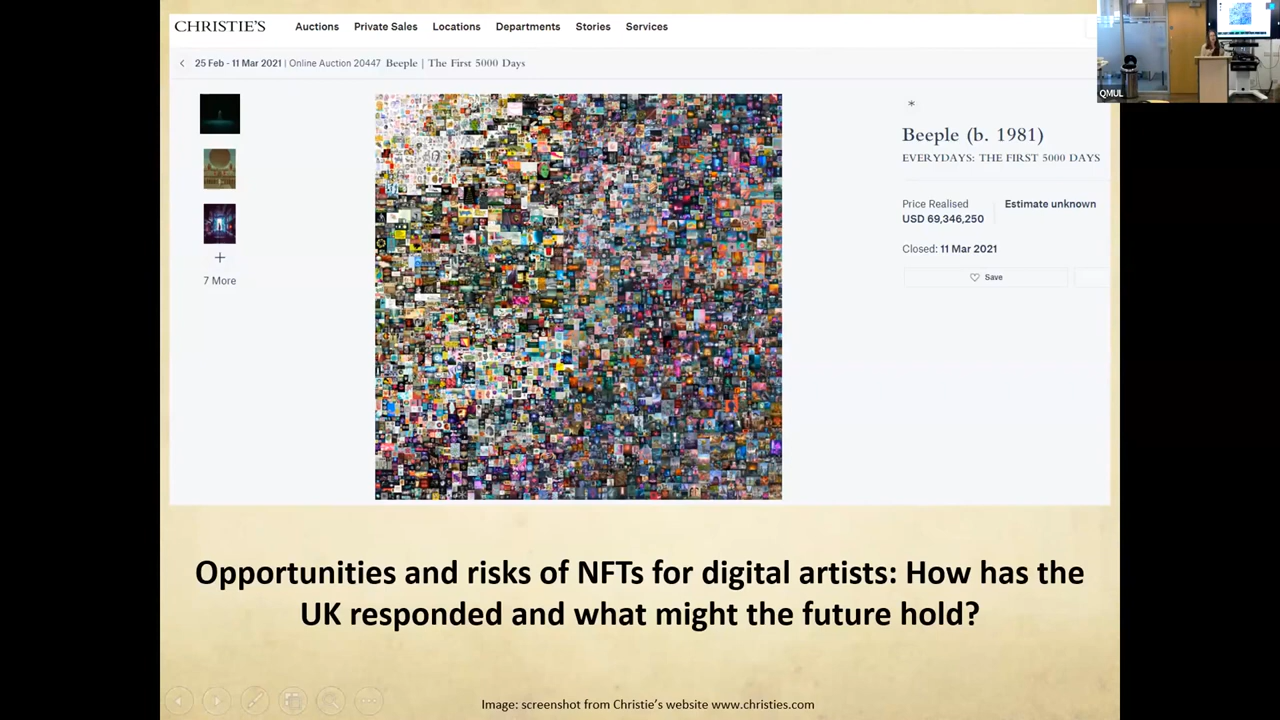 CHRISTIE'S
Auctions Private Sales Locations Departments Stories Services
25 Feb - 11 Mar 2021 | Online Auction 20447 Beeple | The First 5000 Days
7 More
*
Beeple (b. 1981)
EVERYDAYS: THE FIRST 5000 DAYS
Price Realised
USD 69,346,250
Estimate unknown
Closed: 11 Mar 2021
Save
QMUL
Opportunities and risks of NFTs for digital artists: How has the
UK responded and what might the future hold?
Image: screenshot from Christie's website www.christies.com